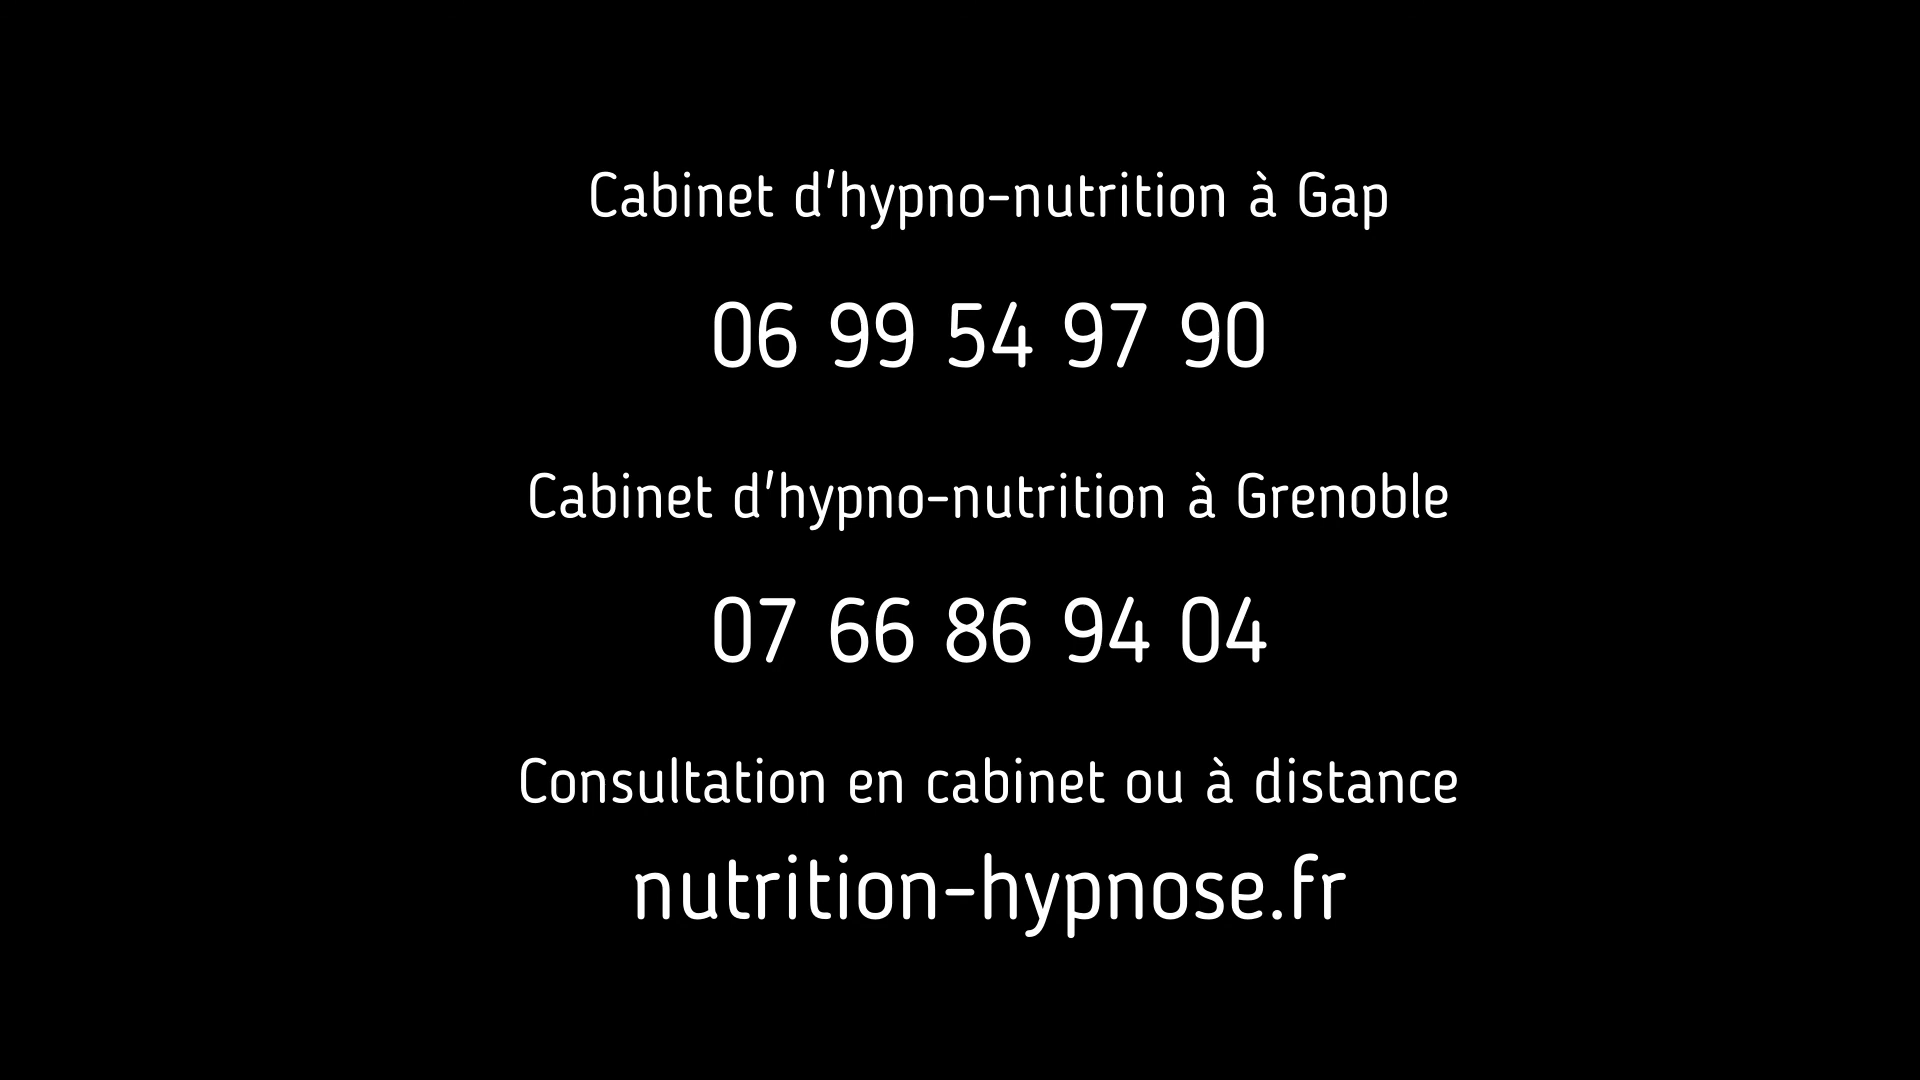 Cabinet d'hypno-nutrition à Gap
06 99 54 97 90
Cabinet d'hypno-nutrition à Grenoble
07 66 86 94 04
Consultation en cabinet ou à distance
nutrition-hypnose.fr